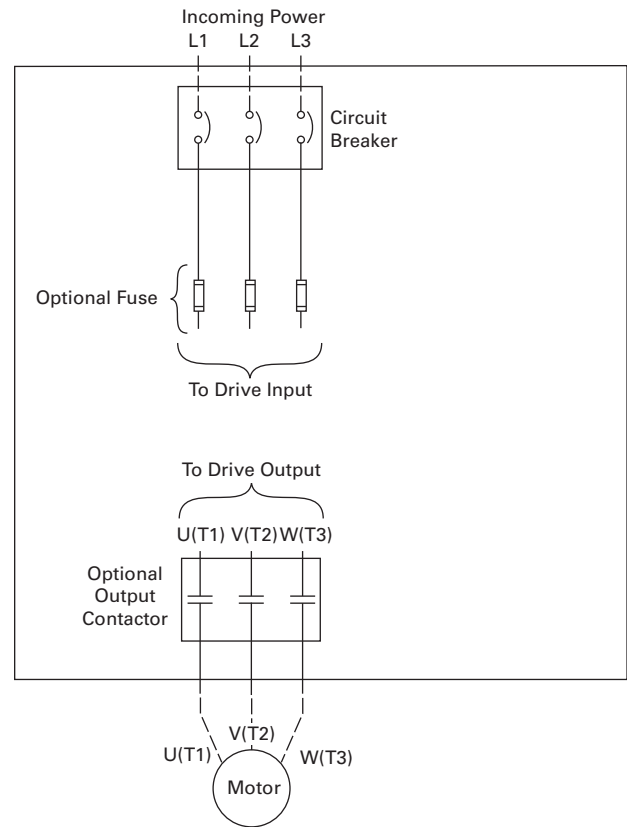 Incoming Power
L1 L2 L3
Circuit
Breaker
Optional Fuse
To Drive Input
To Drive Output
U(T1) V(T2) W(T3)
Optional
Output
Contactor
V(T2)
U(T1) W(T3)
Motor